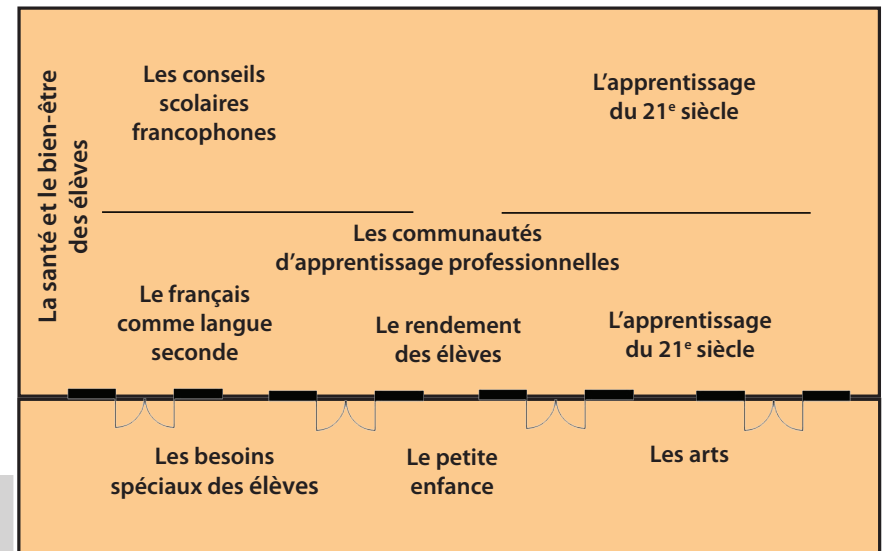 La santé et le bien-être
des élèves
Les conseils
scolaires
francophones
L'apprentissage
du 21e siècle
Les communautés
d'apprentissage professionnelles
Le français
comme langue
seconde
Le rendement
des élèves
L'apprentissage
du 21e siècle
Les besoins
spéciaux des élèves
Le petite
enfance
Les arts